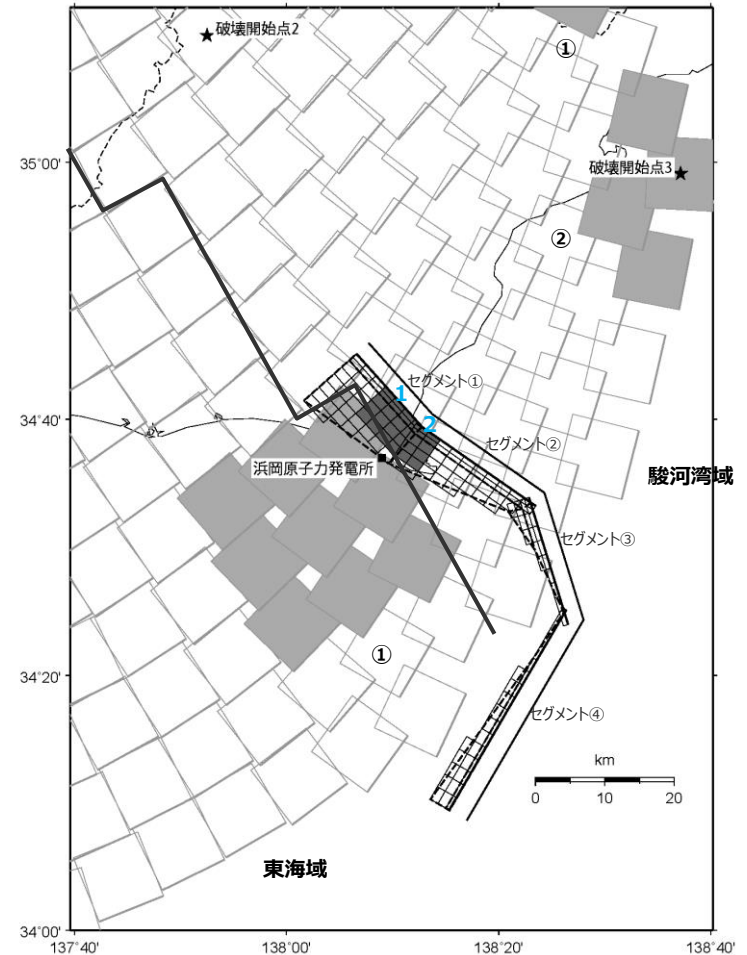 破壊開始点2
①
35°00'
破壊開始点3
②
セグメント①
1
34°40'
2
セグメント②
浜岡原子力発電所
駿河湾域
セグメント③
①
34°20'
セグメント④
km
0 10 20
東海域
34°00'
137°40' 138°00' 138°20' 138°40'